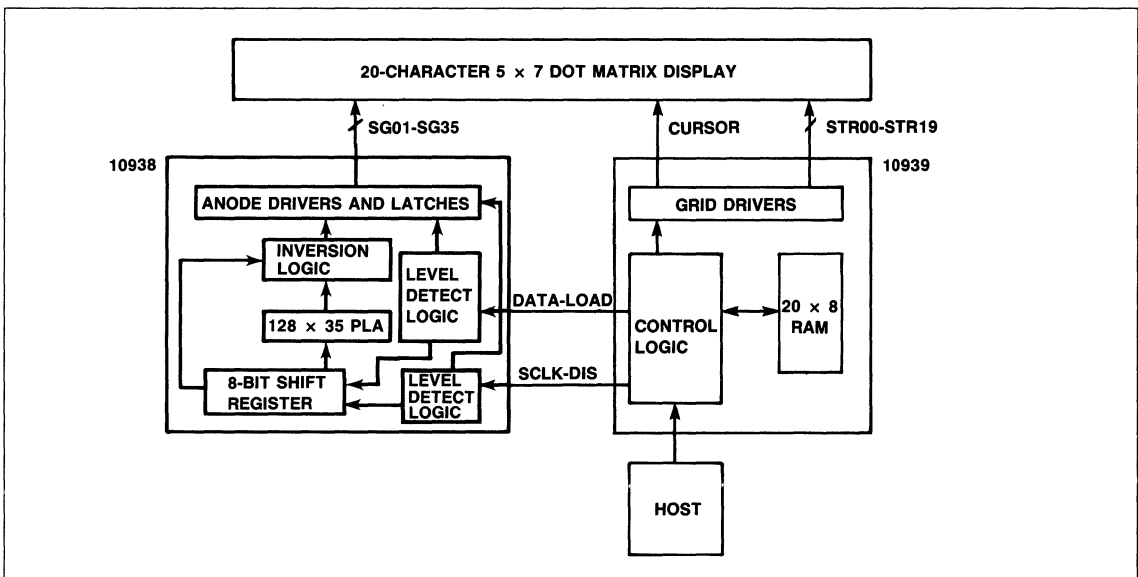 20-CHARACTER 5 × 7 DOT MATRIX DISPLAY
SG01-SG35
CURSOR
STR00-STR19
10938
10939
ANODE DRIVERS AND LATCHES
GRID DRIVERS
INVERSION
LOGIC
LEVEL
DETECT
LOGIC
DATA-LOAD
CONTROL
LOGIC
20 × 8
RAM
128 × 35 PLA
8-BIT SHIFT
REGISTER
LEVEL
DETECT
LOGIC
SCLK-DIS
HOST